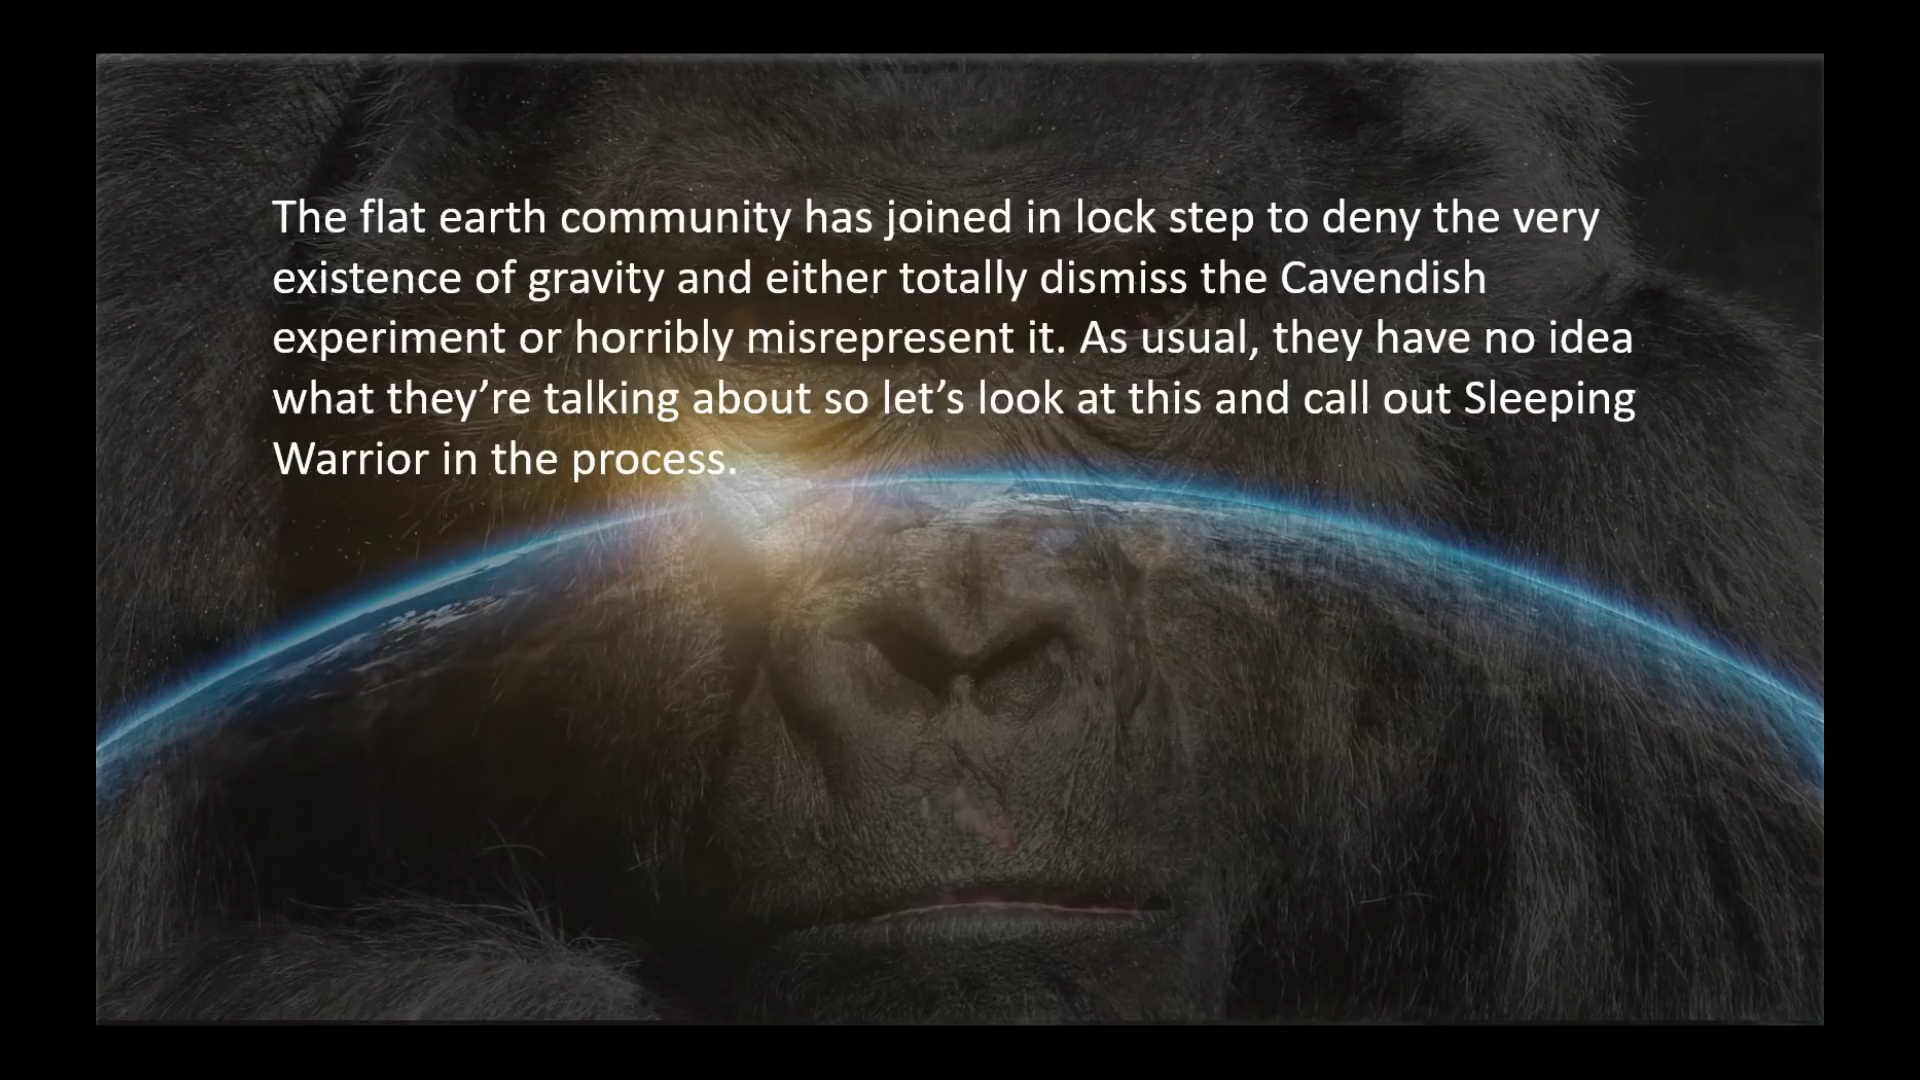 The flat earth community has joined in lock step to deny the very
existence of gravity and either totally dismiss the Cavendish
experiment or horribly misrepresent it. As usual, they have no idea
what they’re talking about so let’s look at this and call out Sleeping
Warrior in the process.